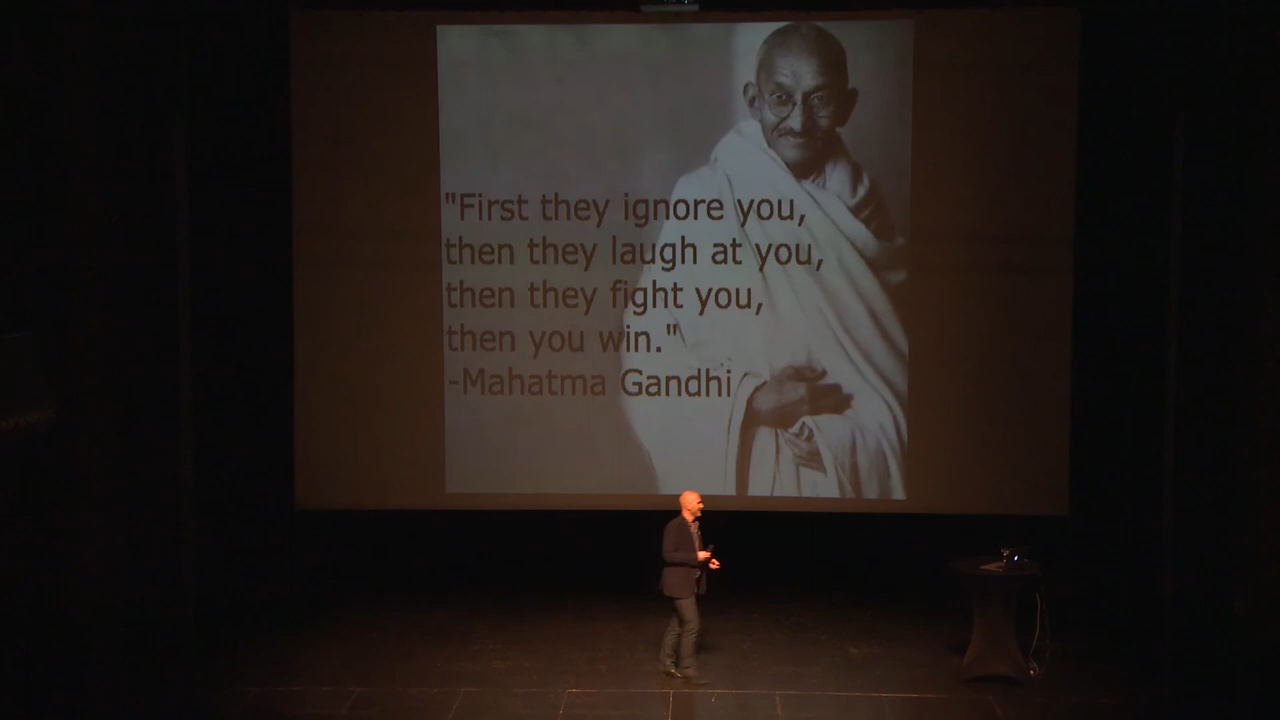 "First they ignore you,
then they laugh at you,
then they fight you,
then you win."
-Mahatma Gandhi